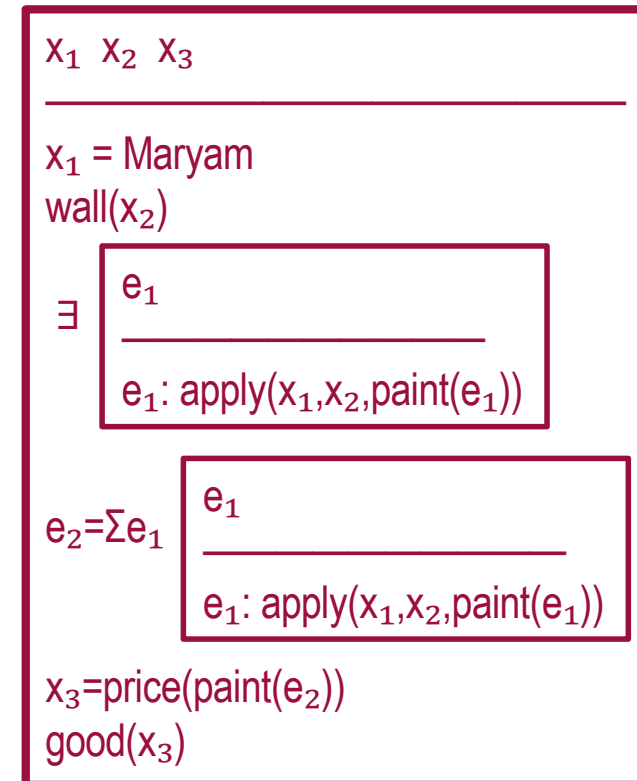 x₁ x₂ x₃
x₁ = Maryam
wall(x₂)
∃
e₁
e₁: apply(x₁,x₂,paint(e₁))
e₂=Σe₁
e₁
e₁: apply(x₁,x₂,paint(e₁))
x₃=price(paint(e₂))
good(x₃)